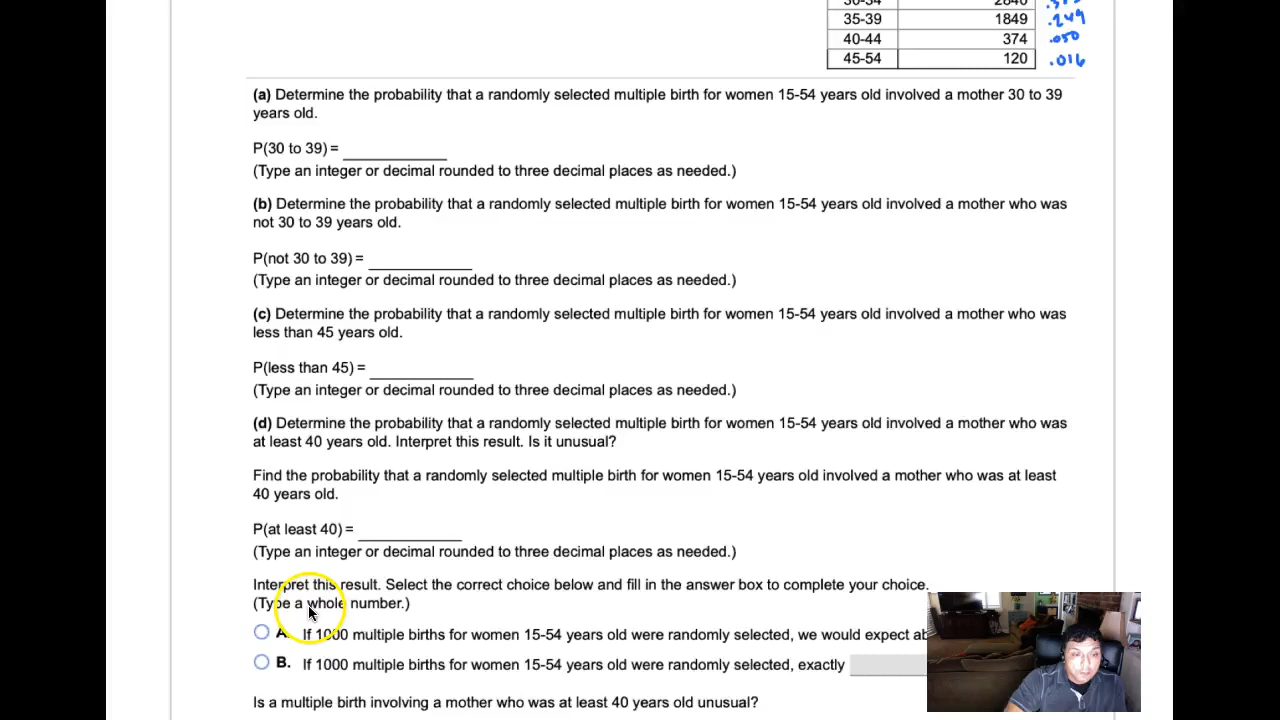 30-34 2840
35-39 1849 .249
40-44 374 .050
45-54 120 .016
(a) Determine the probability that a randomly selected multiple birth for women 15-54 years old involved a mother 30 to 39
years old.
P(30 to 39) =
(Type an integer or decimal rounded to three decimal places as needed.)
(b) Determine the probability that a randomly selected multiple birth for women 15-54 years old involved a mother who was
not 30 to 39 years old.
P(not 30 to 39) =
(Type an integer or decimal rounded to three decimal places as needed.)
(c) Determine the probability that a randomly selected multiple birth for women 15-54 years old involved a mother who was
less than 45 years old.
P(less than 45) =
(Type an integer or decimal rounded to three decimal places as needed.)
(d) Determine the probability that a randomly selected multiple birth for women 15-54 years old involved a mother who was
at least 40 years old. Interpret this result. Is it unusual?
Find the probability that a randomly selected multiple birth for women 15-54 years old involved a mother who was at least
40 years old.
P(at least 40) =
(Type an integer or decimal rounded to three decimal places as needed.)
Interpret this result. Select the correct choice below and fill in the answer box to complete your choice.
(Type a whole number.)
A. If 1000 multiple births for women 15-54 years old were randomly selected, we would expect ab
B. If 1000 multiple births for women 15-54 years old were randomly selected, exactly
Is a multiple birth involving a mother who was at least 40 years old unusual?